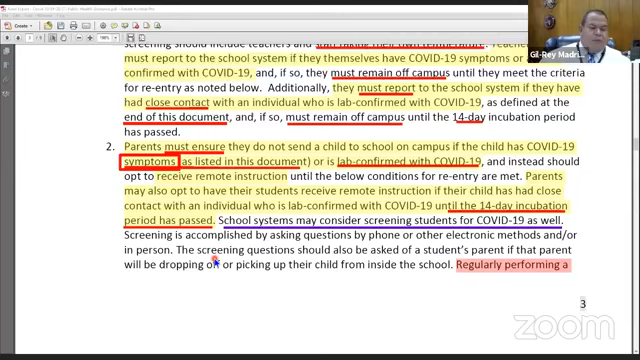 Create
Gil-Rey Madri...
Screening should include teachers and staff taking their own temperature. Teachers
must report to the school system if they themselves have COVID-19 symptoms or
confirmed with COVID-19, and, if so, they must remain off campus until they meet the criteria
for re-entry as noted below.  Additionally, they must report to the school system if they have
had close contact with an individual who is lab-confirmed with COVID-19, as defined at the
end of this document, and, if so, must remain off campus until the 14-day incubation period
has passed.
2. Parents must ensure they do not send a child to school on campus if the child has COVID-19
symptoms (as listed in this document) or is lab-confirmed with COVID-19, and instead should
opt to receive remote instruction until the below conditions for re-entry are met. Parents
may also opt to have their students receive remote instruction if their child has had close
contact with an individual who is lab-confirmed with COVID-19 until the 14-day incubation
period has passed. School systems may consider screening students for COVID-19 as well.
Screening is accomplished by asking questions by phone or other electronic methods and/or
in person. The screening questions should also be asked of a student's parent if that parent
will be dropping off or picking up their child from inside the school. Regularly performing a
3
zoom